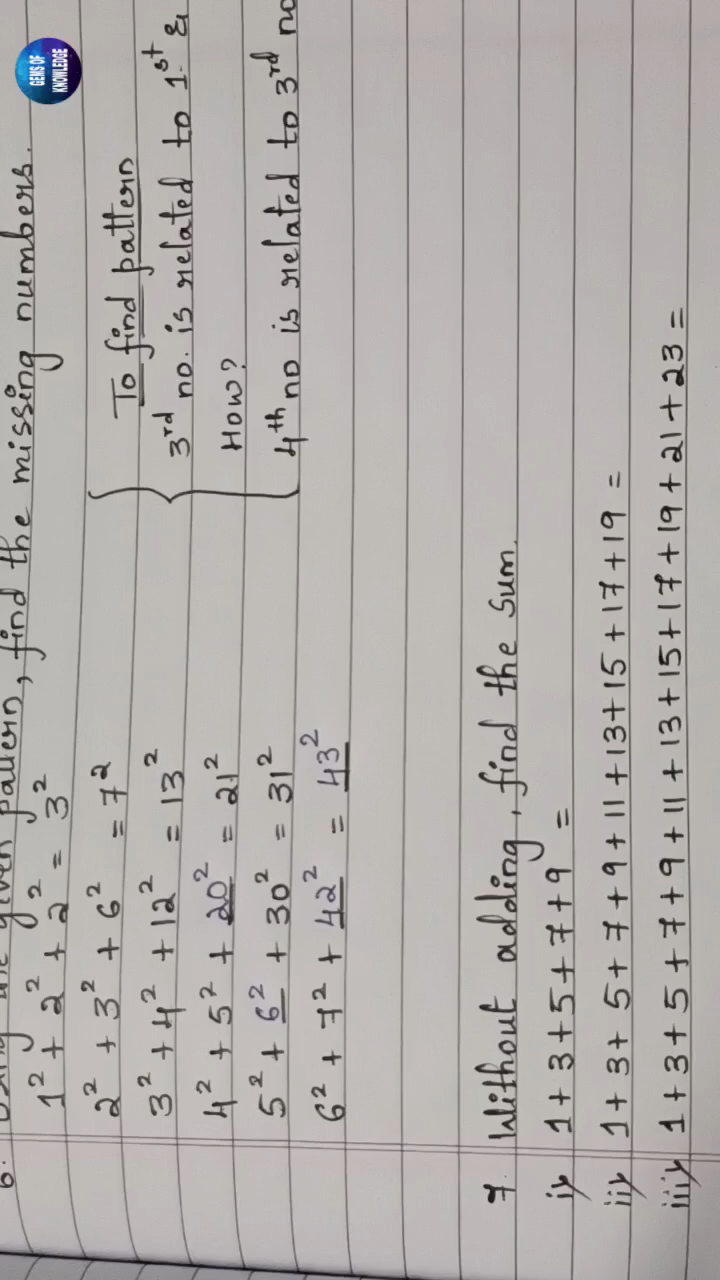 GEMS OF
KNOWLEDGE
6. Using the given pattern, find the missing numbers.
1² + 2² + 2² = 3²
2² + 3² + 6² = 7²
3² + 4² + 12² = 13²
4² + 5² + 20² = 21²
5² + 6² + 30² = 31²
6² + 7² + 42² = 43²
To find pattern
3rd no. is related to 1st &
How?
4th no is related to 3rd no
7. Without adding, find the sum.
i) 1+3+5+7+9 =
ii) 1+3+5+7+9+11+13+15+17+19 =
iii) 1+3+5+7+9+11+13+15+17+19+21+23 =